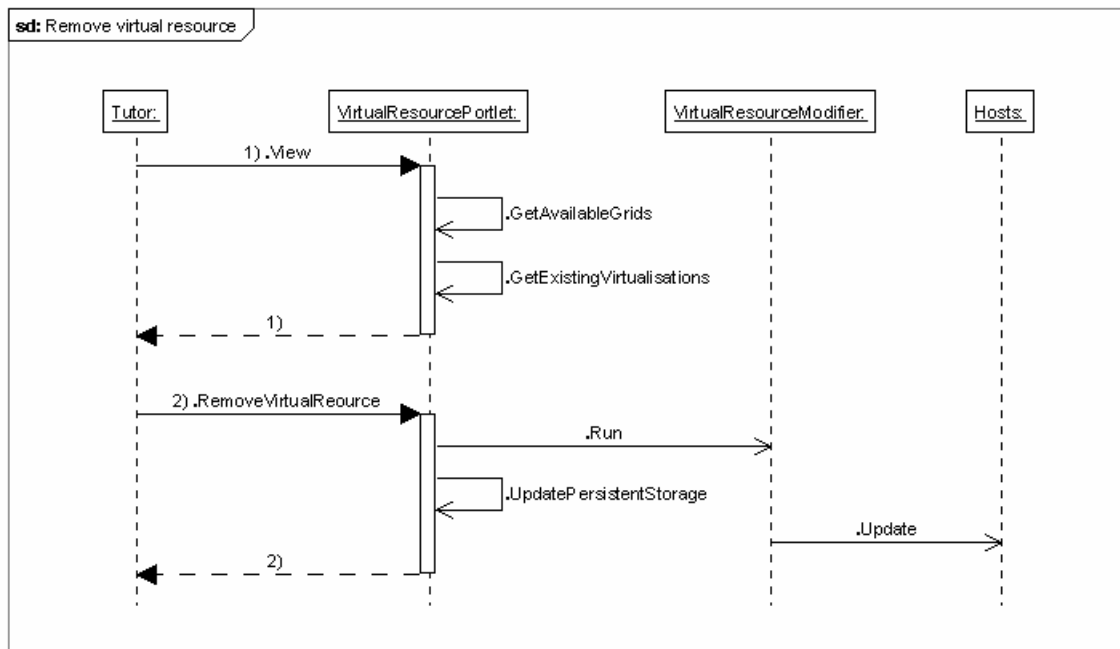 sd: Remove virtual resource
Tutor:
VirtualResourcePortlet:
VirtualResourceModifier:
Hosts:
1) .View
.GetAvailableGrids
.GetExistingVirtualisations
1)
2) .RemoveVirtualReource
.Run
.UpdatePersistentStorage
.Update
2)